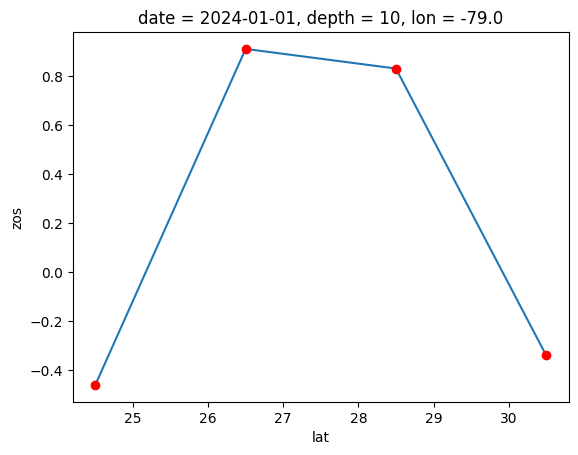 date = 2024-01-01, depth = 10, lon = -79.0
0.8
0.6
0.4
0.2
0.0
−0.2
−0.4
zos
25 26 27 28 29 30
lat